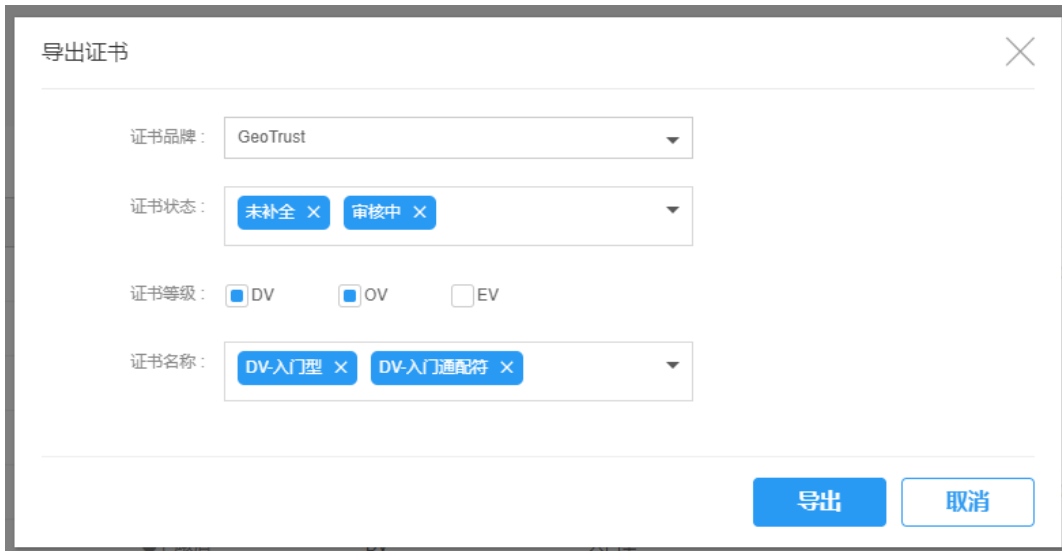 导出证书
证书品牌 : GeoTrust
证书状态 : 未补全 × 审核中 ×
证书等级 : DV OV EV
证书名称 : DV-入门型 × DV-入门通配符 ×
导出 取消